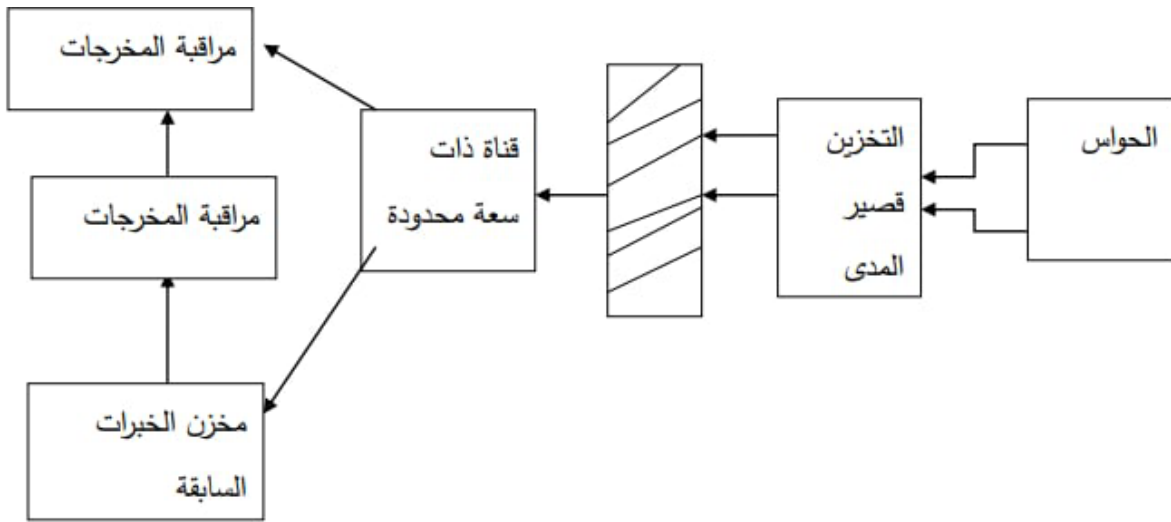 الحواس
التخزين
قصير
المدى
قناة ذات
سعة محدودة
مراقبة المخرجات
مراقبة المخرجات
مخزن الخبرات
السابقة